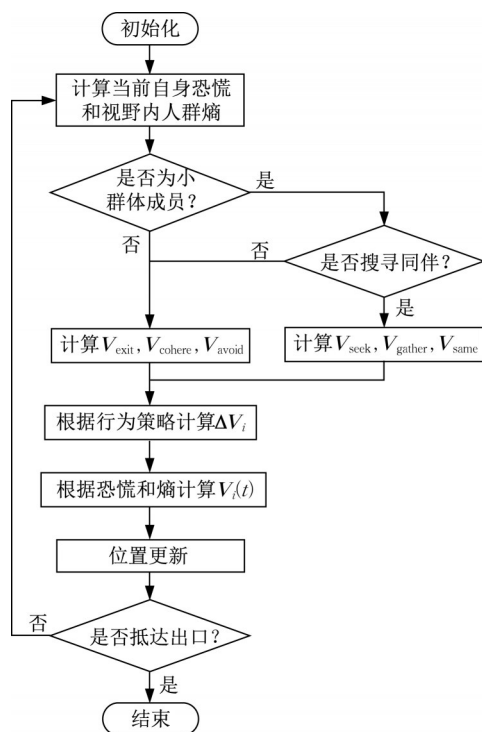 初始化
计算当前自身恐慌
和视野内人群熵
是否为小
群体成员？
是
否
否
是否搜寻同伴？
是
计算Vexit,Vcohere,Vavoid
计算Vseek,Vgather,Vsame
根据行为策略计算ΔVi
根据恐慌和熵计算Vi(t)
位置更新
否
是否抵达出口？
是
结束